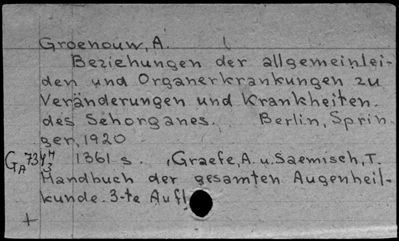 Groenouw, A.
Beziehungen der allgemeinlei-
den und Organerkrankungen zu
Veränderungen und Krankheiten
des Sehorganes. Berlin, Sprin-
ger, 1920
1361 s. (Graefe, A. u. Saemisch, T.
Handbuch der gesamten Augenheil-
kunde. 3-te Aufl